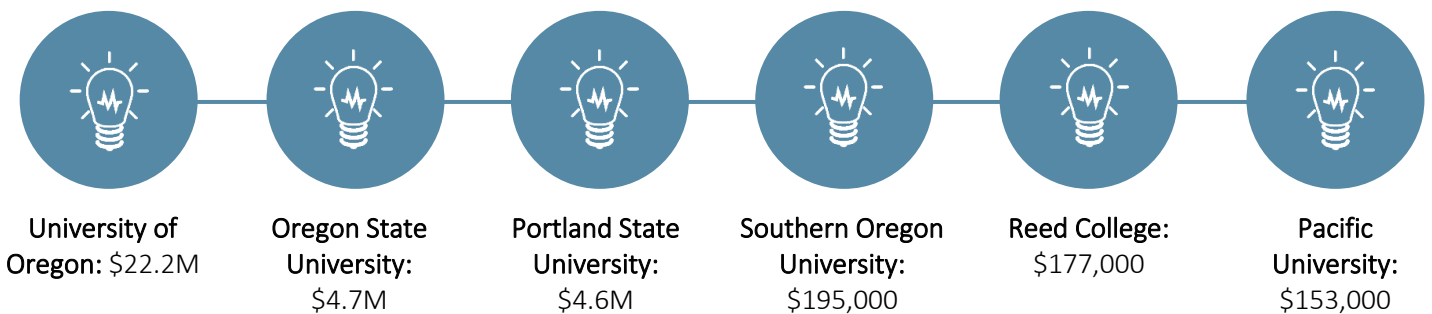 University of
Oregon: $22.2M
Oregon State
University:
$4.7M
Portland State
University:
$4.6M
Southern Oregon
University:
$195,000
Reed College:
$177,000
Pacific
University:
$153,000